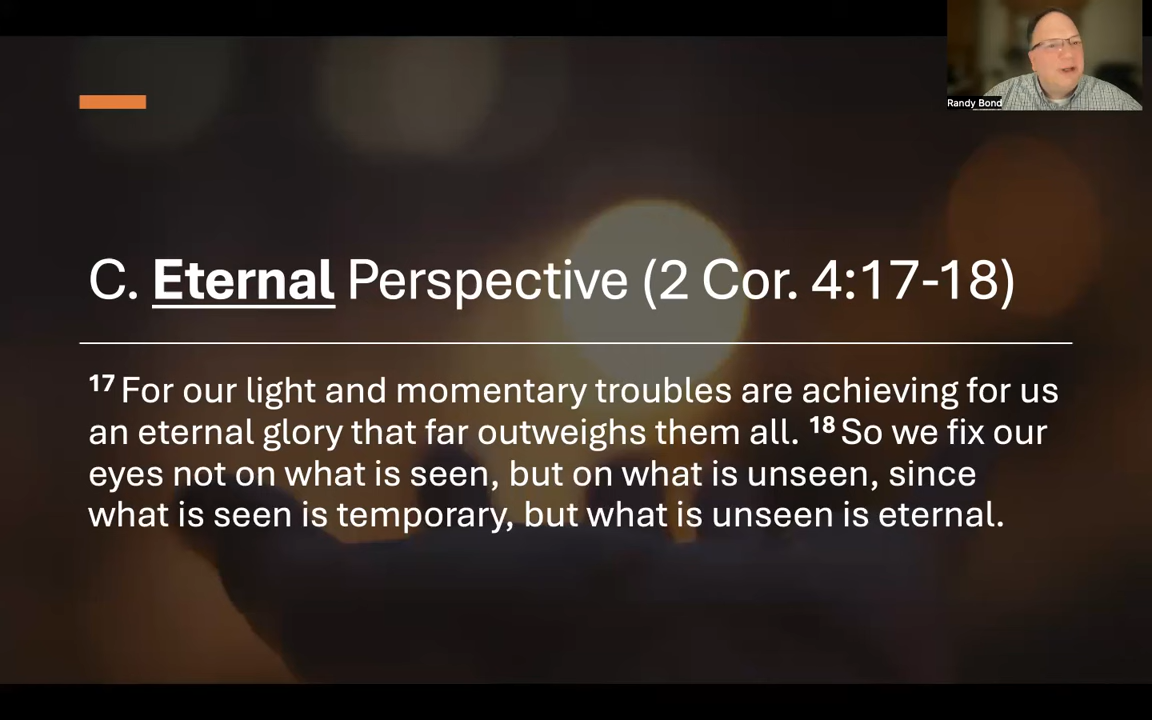 Randy Bond
C. Eternal Perspective (2 Cor. 4:17-18)
17 For our light and momentary troubles are achieving for us
an eternal glory that far outweighs them all. 18 So we fix our
eyes not on what is seen, but on what is unseen, since
what is seen is temporary, but what is unseen is eternal.